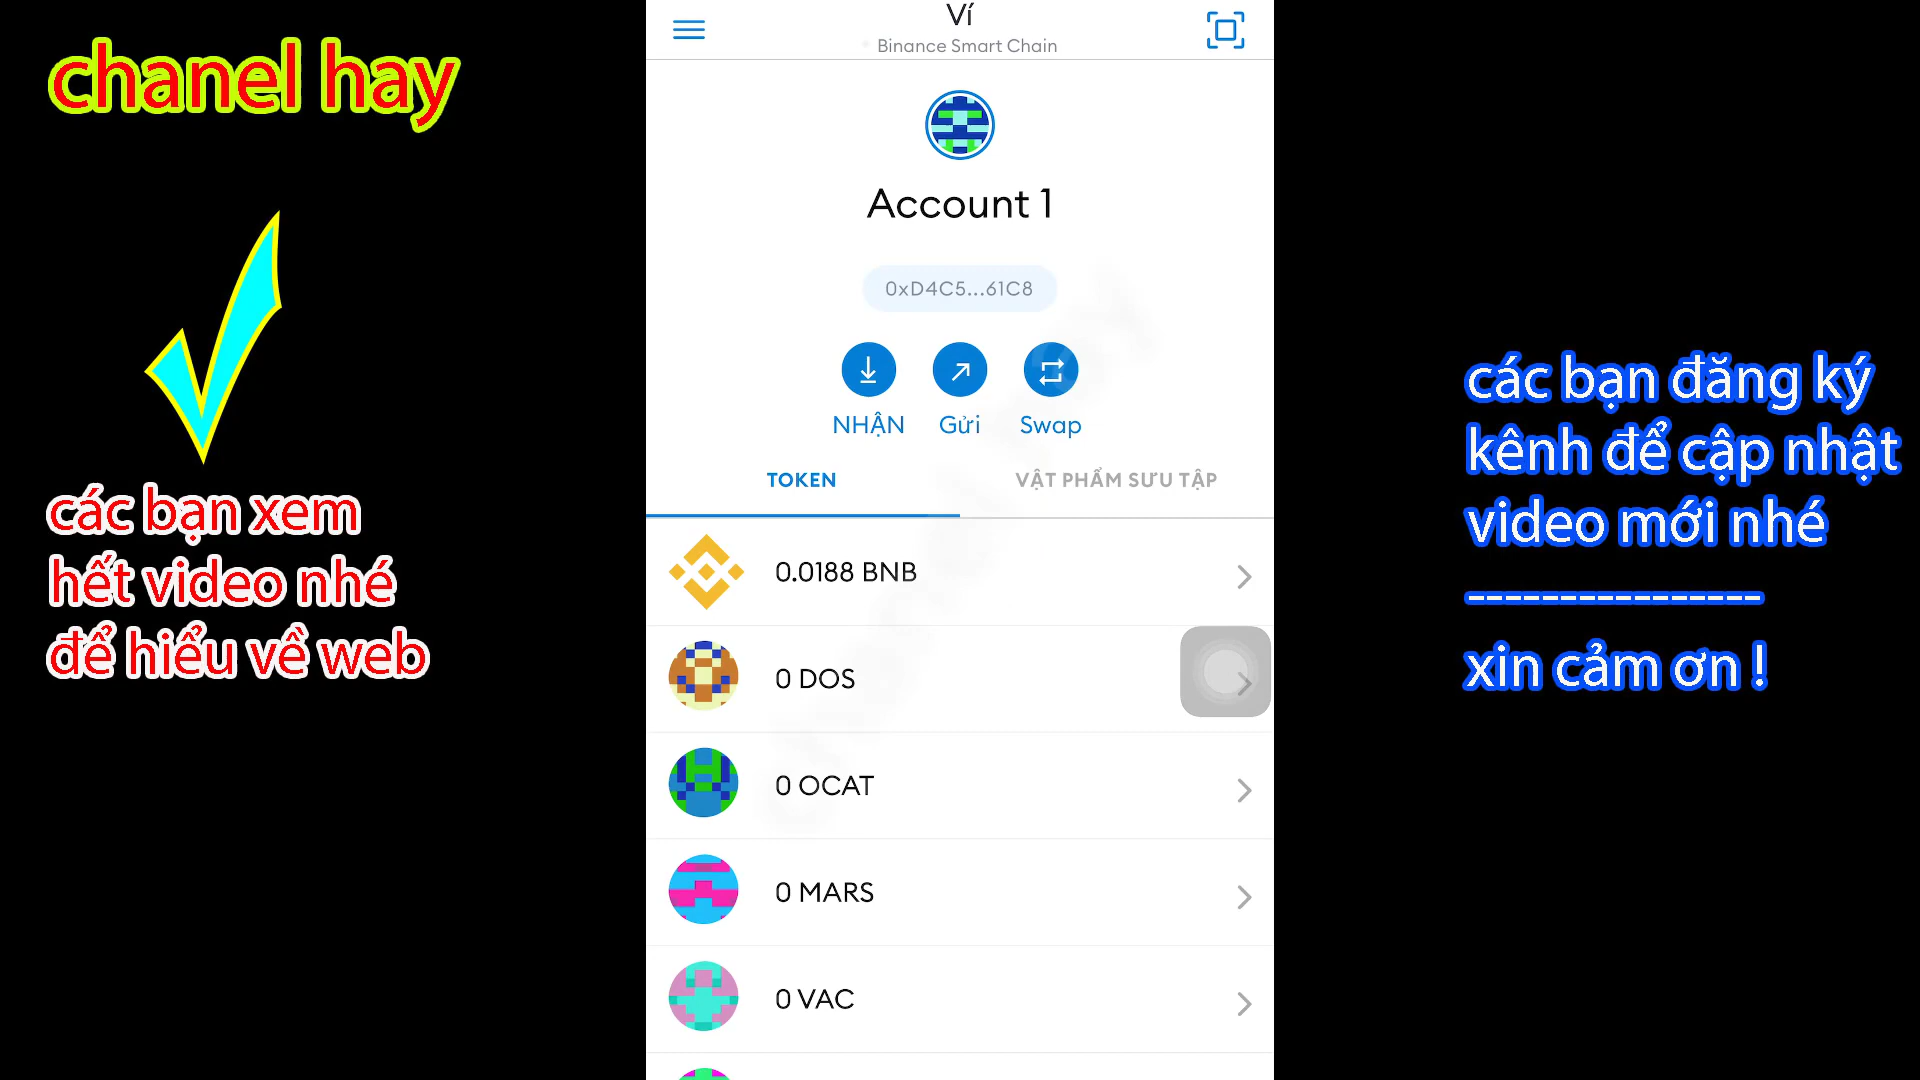 chanel hay
các bạn xem
hết video nhé
để hiểu về web
Ví
Binance Smart Chain
Account 1
0xD4C5...61C8
NHẬN
Gửi
Swap
TOKEN
VẬT PHẨM SƯU TẬP
0.0188 BNB
0 DOS
0 OCAT
0 MARS
0 VAC
các bạn đăng ký
kênh để cập nhật
video mới nhé
----------------
xin cảm ơn !